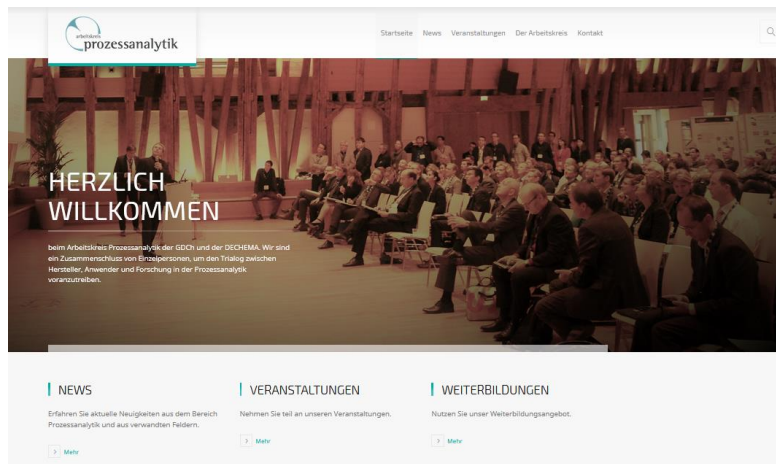 arbeitskreis
prozessanalytik
Startseite News Veranstaltungen Der Arbeitskreis Kontakt
HERZLICH
WILLKOMMEN
beim Arbeitskreis Prozessanalytik der GDCh und der DECHEMA. Wir sind
ein Zusammenschluss von Einzelpersonen, um den Trialog zwischen
Hersteller, Anwender und Forschung in der Prozessanalytik
voranzutreiben.
NEWS
Erfahren Sie aktuelle Neuigkeiten aus dem Bereich
Prozessanalytik und aus verwandten Feldern.
Mehr
VERANSTALTUNGEN
Nehmen Sie teil an unseren Veranstaltungen.
Mehr
WEITERBILDUNGEN
Nutzen Sie unser Weiterbildungsangebot.
Mehr